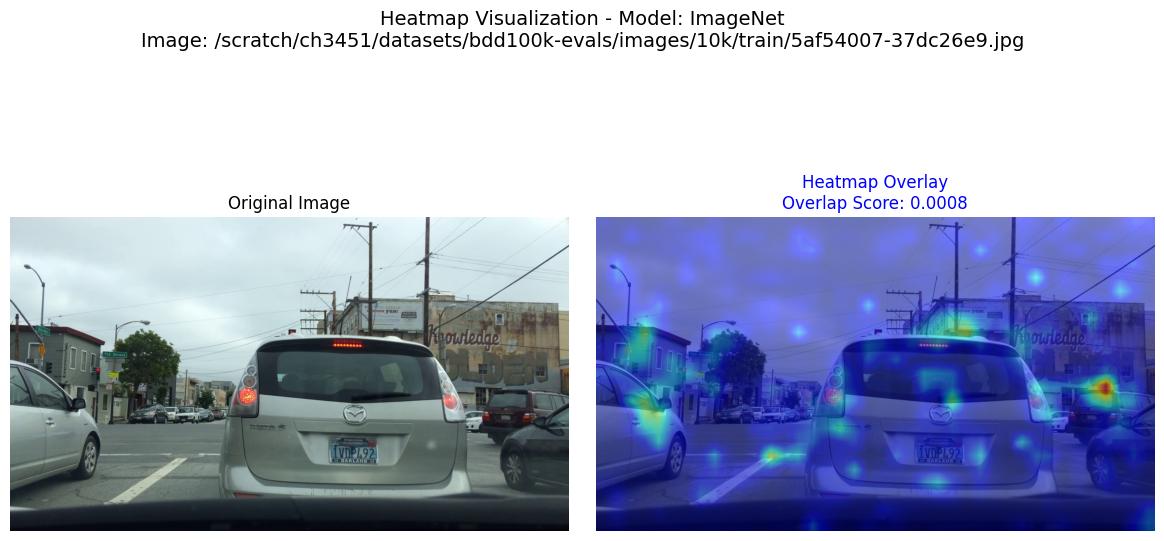 Heatmap Visualization - Model: ImageNet
Image: /scratch/ch3451/datasets/bdd100k-evals/images/10k/train/5af54007-37dc26e9.jpg
Original Image
Heatmap Overlay
Overlap Score: 0.0008
Knowledge
Knowledge